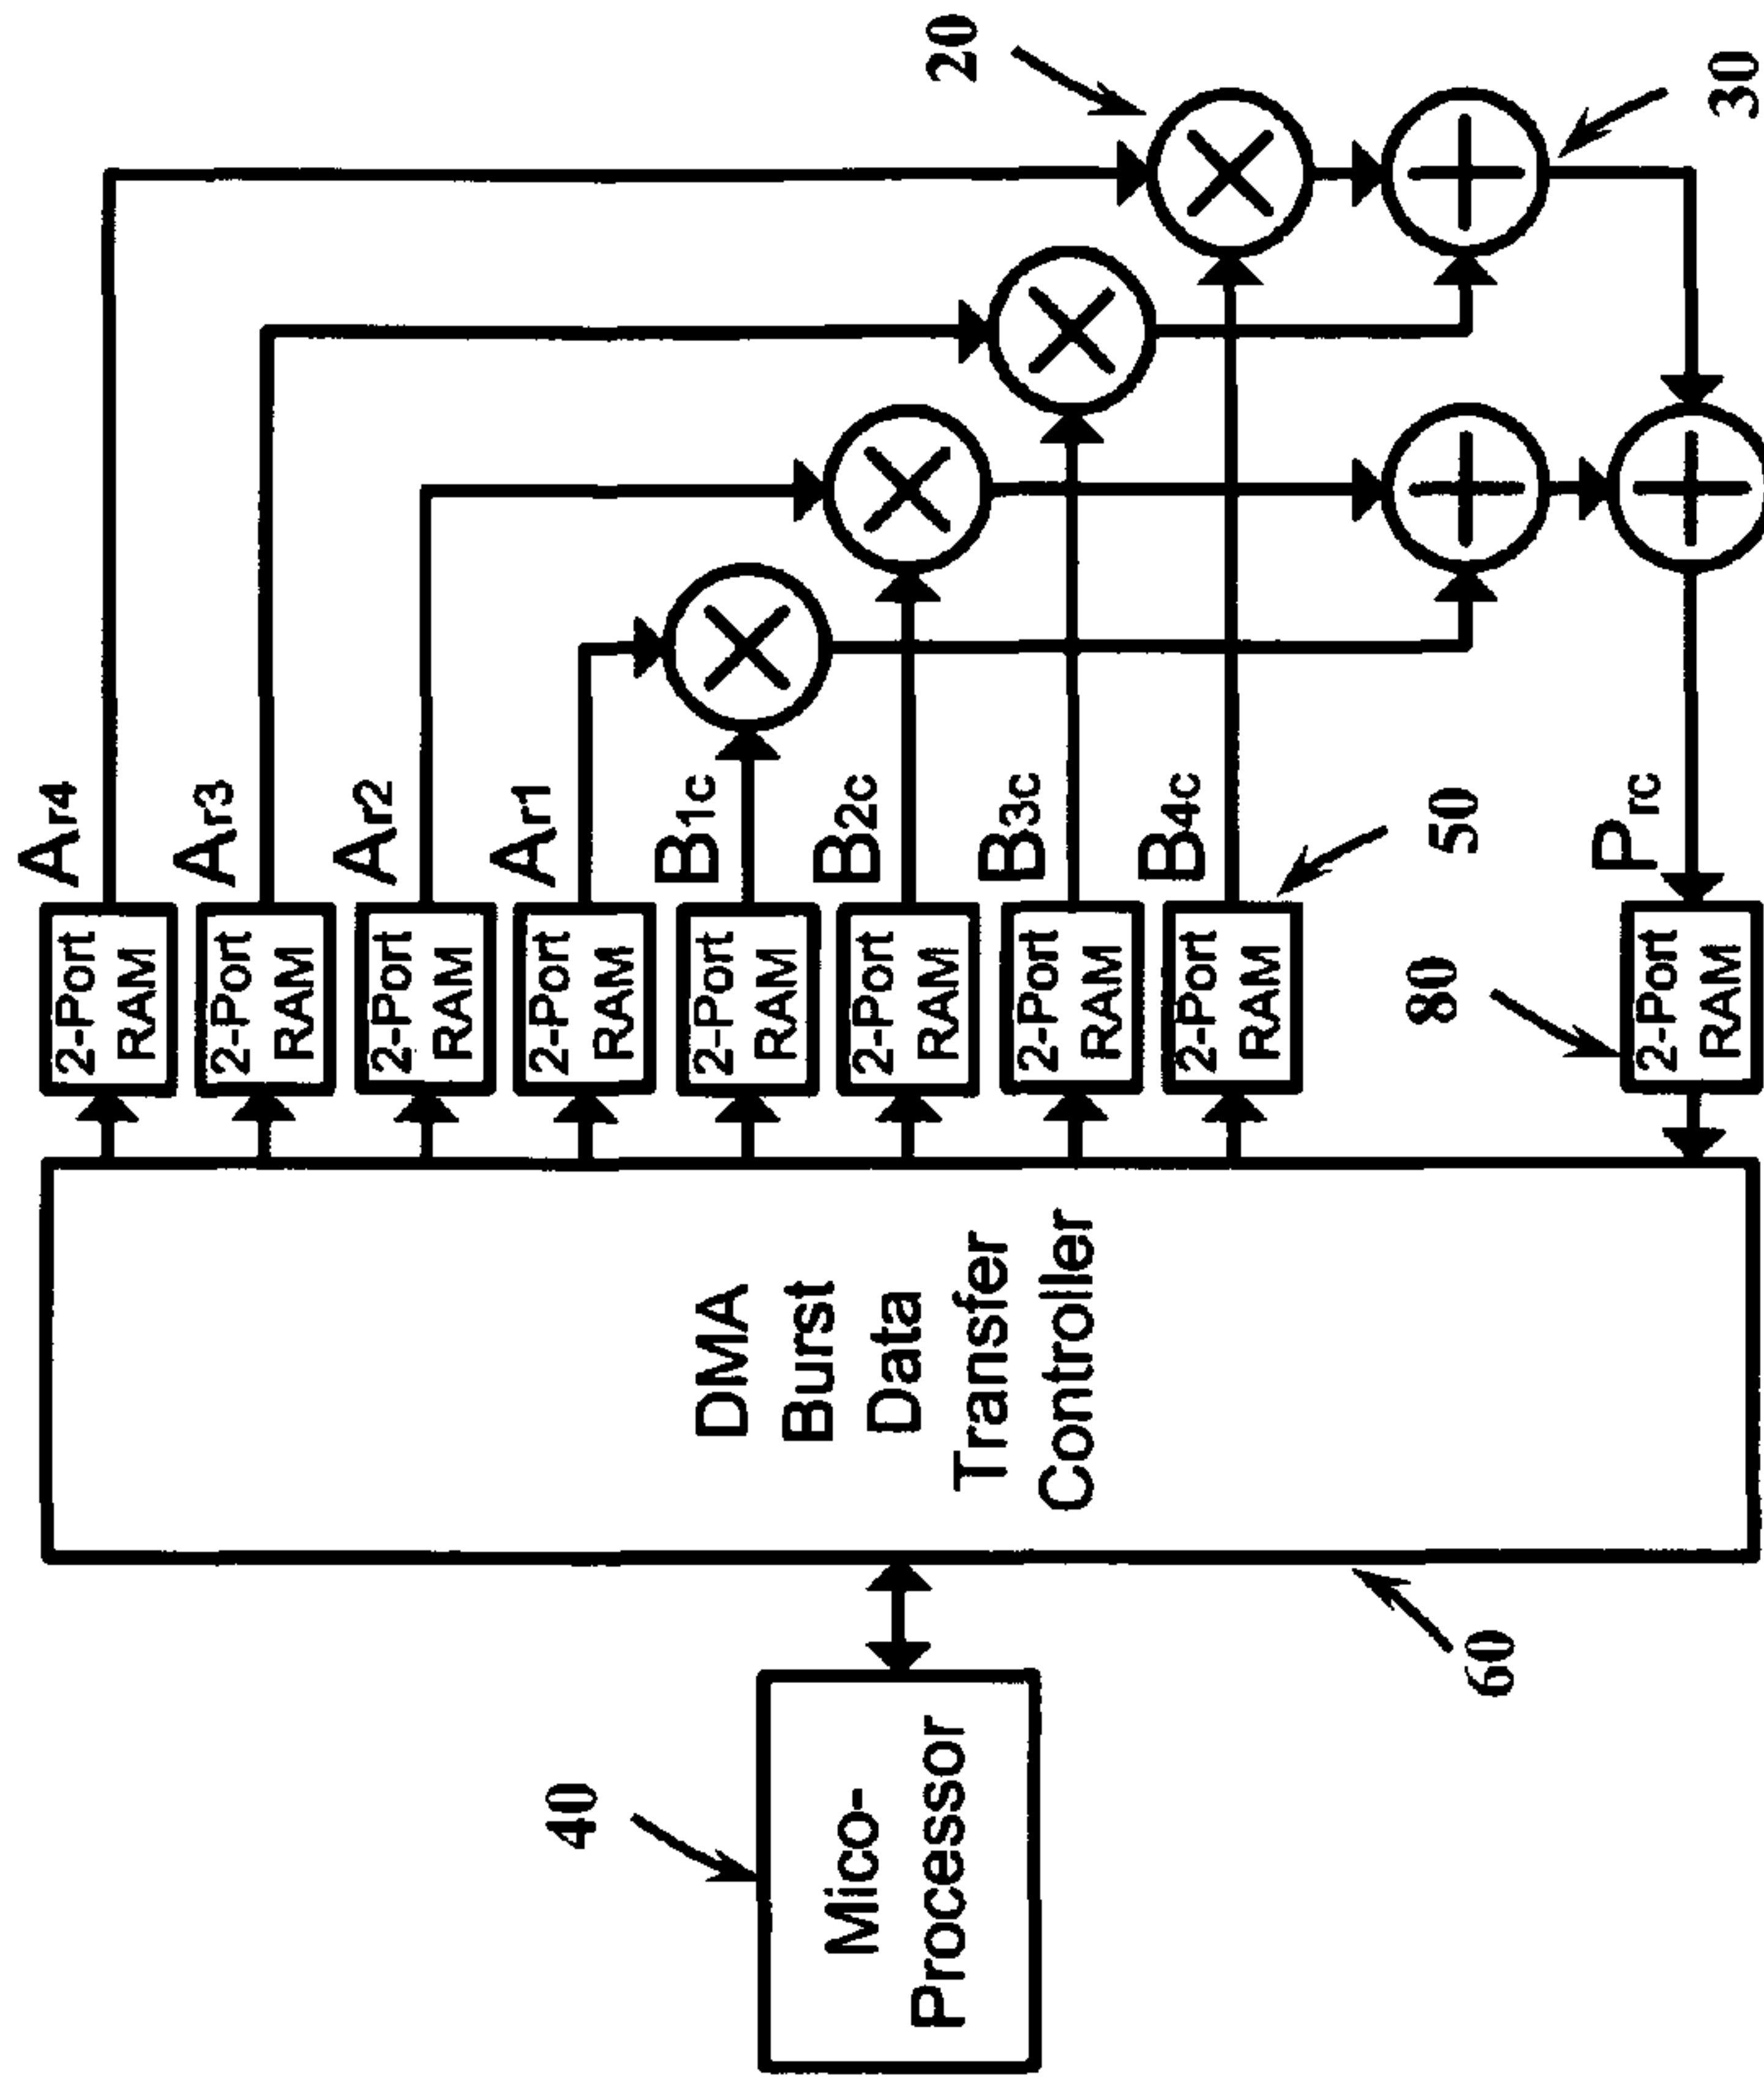 40
Mico-
Processor
60
DMA
Burst
Data
Transfer
Controller
2-Port
RAM
Ar4
2-Port
RAM
Ar3
2-Port
RAM
Ar2
2-Port
RAM
Ar1
2-Port
RAM
B1c
2-Port
RAM
B2c
2-Port
RAM
B3c
2-Port
RAM
B4c
50
80
2-Port
RAM
Prc
20
30